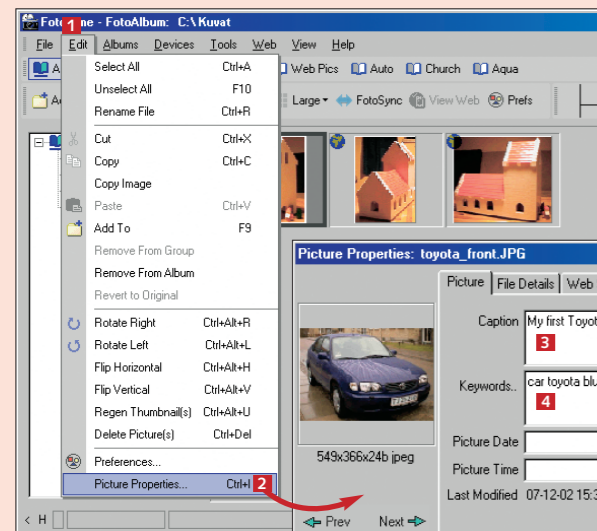 FotoAlbum: C:\Kuvat
1
File Edit Albums Devices Tools Web View Help
Web Pics Auto Church Aqua
Large FotoSync View Web Prefs
Select All Ctrl+A
Unselect All F10
Rename File Ctrl+R
Cut Ctrl+X
Copy Ctrl+C
Copy Image
Paste Ctrl+V
Add To F9
Remove From Group
Remove From Album
Revert to Original
Rotate Right Ctrl+Alt+R
Rotate Left Ctrl+Alt+L
Flip Horizontal Ctrl+Alt+H
Flip Vertical Ctrl+Alt+V
Regen Thumbnail(s) Ctrl+Alt+U
Delete Picture(s) Ctrl+Del
Preferences...
Picture Properties... Ctrl+I 2
< H
Picture Properties: toyota_front.JPG
Picture File Details Web
Caption My first Toyot
3
Keywords.. car toyota blu
4
549x366x24b jpeg
Picture Date
Picture Time
Last Modified 07-12-02 15:3
Prev Next